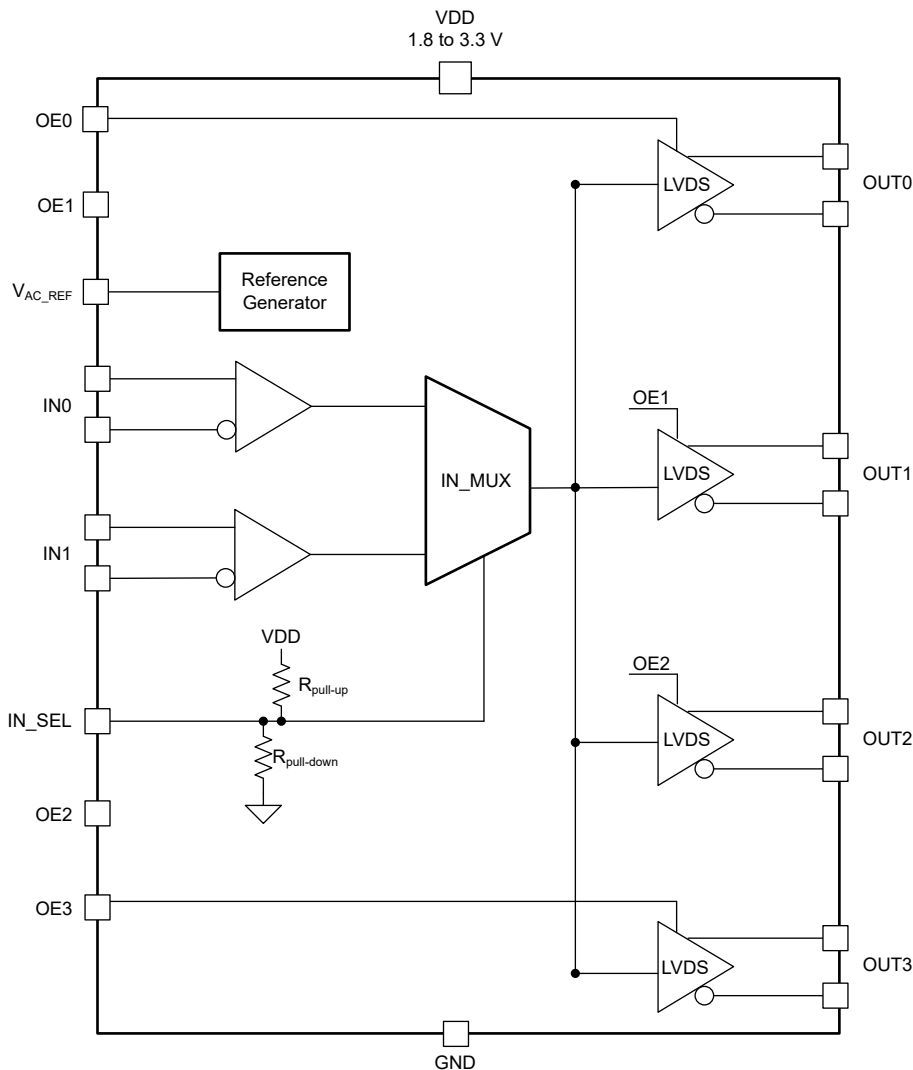 VDD
1.8 to 3.3 V
OE0
LVDS
OUT0
OE1
VAC_REF
Reference
Generator
IN0
OE1
IN_MUX
LVDS
OUT1
IN1
VDD
Rpull-up
OE2
IN_SEL
LVDS
OUT2
Rpull-down
OE2
OE3
LVDS
OUT3
GND